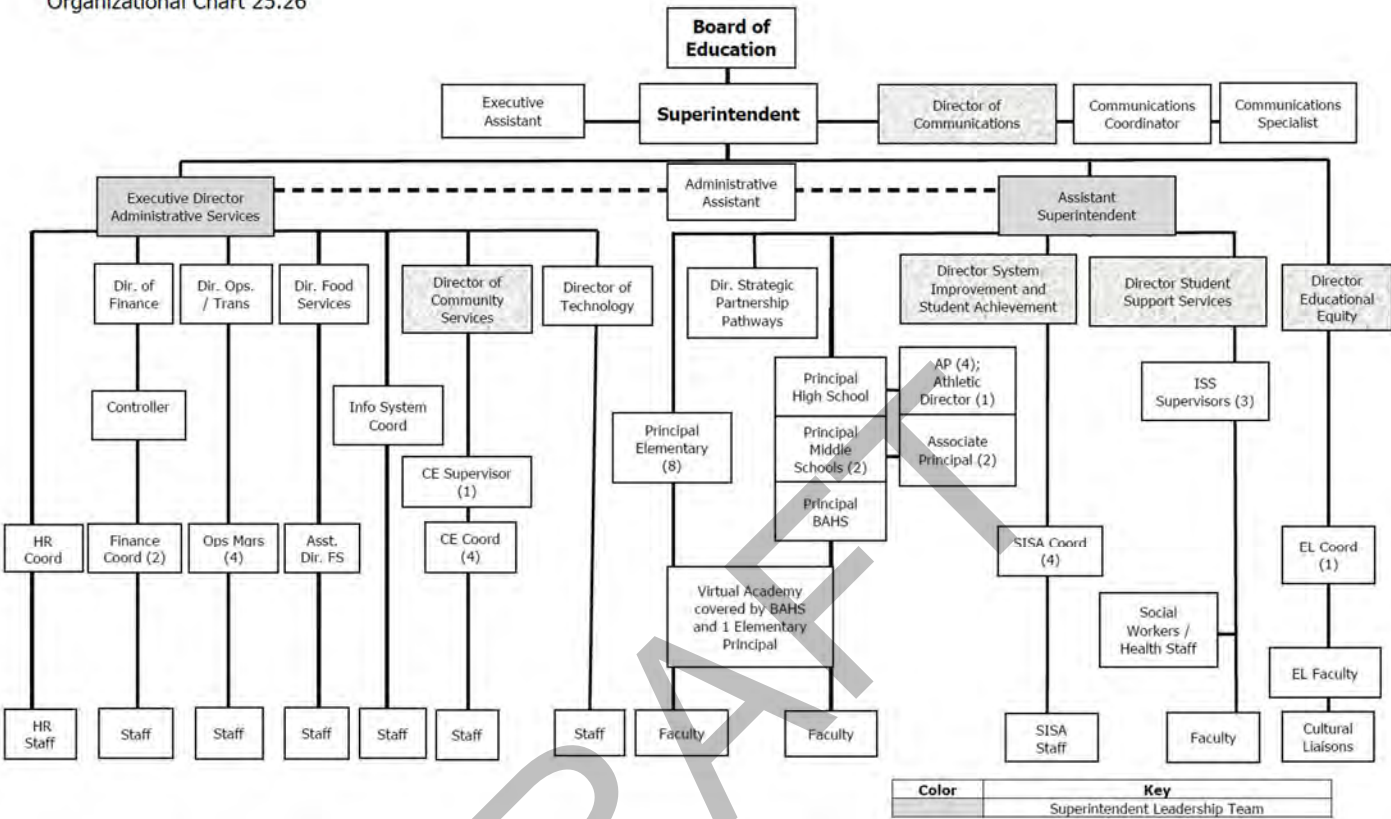 Organizational Chart 25.26
Board of
Education
Executive
Assistant
Superintendent
Director of
Communications
Communications
Coordinator
Communications
Specialist
Executive Director
Administrative Services
Administrative
Assistant
Assistant
Superintendent
Dir. of
Finance
Dir. Ops.
/ Trans
Dir. Food
Services
Director of
Community
Services
Director of
Technology
Dir. Strategic
Partnership
Pathways
Director System
Improvement and
Student Achievement
Director Student
Support Services
Director
Educational
Equity
Controller
Info System
Coord
Principal
Elementary
(8)
Principal
High School
AP (4);
Athletic
Director (1)
Principal
Middle
Schools (2)
Associate
Principal (2)
Principal
BAHS
ISS
Supervisors (3)
CE Supervisor
(1)
HR
Coord
Finance
Coord (2)
Ops Mgrs
(4)
Asst.
Dir. FS
CE Coord
(4)
SISA Coord
(4)
EL Coord
(1)
Virtual Academy
covered by BAHS
and 1 Elementary
Principal
Social
Workers /
Health Staff
EL Faculty
HR
Staff
Staff
Staff
Staff
Staff
Staff
Staff
Faculty
Faculty
SISA
Staff
Faculty
Cultural
Liaisons
Color Key
Superintendent Leadership Team
DRAFT